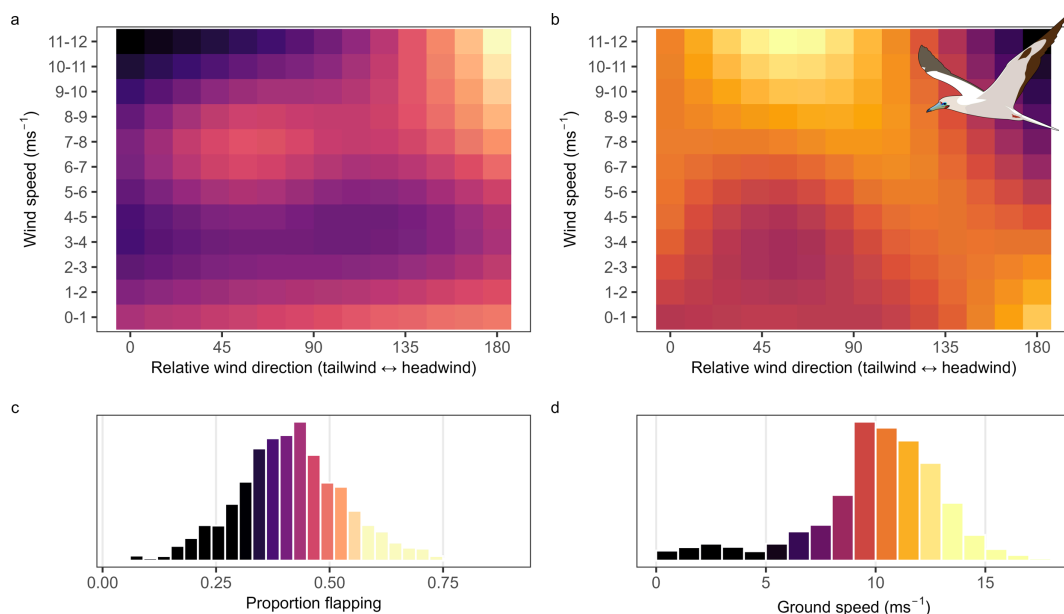 a
Wind speed (ms⁻¹)
11-12
10-11
9-10
8-9
7-8
6-7
5-6
4-5
3-4
2-3
1-2
0-1
0 45 90 135 180
Relative wind direction (tailwind ↔ headwind)
b
Wind speed (ms⁻¹)
11-12
10-11
9-10
8-9
7-8
6-7
5-6
4-5
3-4
2-3
1-2
0-1
0 45 90 135 180
Relative wind direction (tailwind ↔ headwind)
c
0.00 0.25 0.50 0.75
Proportion flapping
d
0 5 10 15
Ground speed (ms⁻¹)